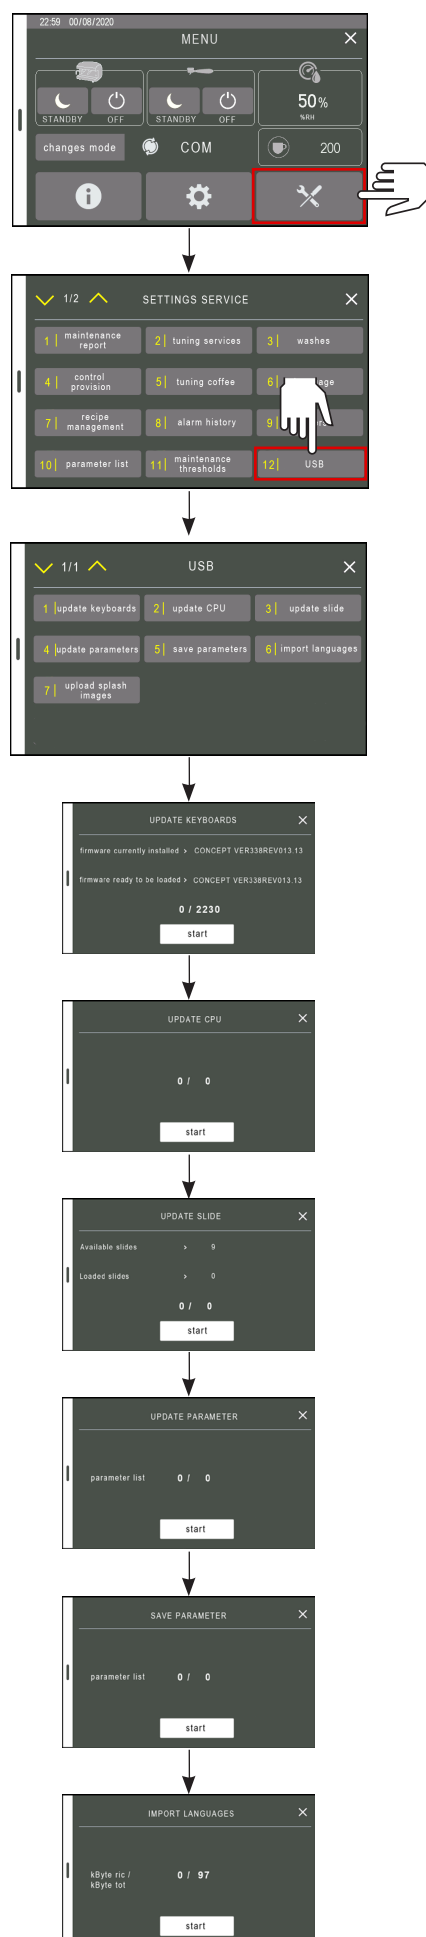 22:59 00/08/2020
MENU
50%
%RH
STANDBY OFF STANDBY OFF
changes mode COM 200
1/2 SETTINGS SERVICE
1 maintenance report
2 tuning services
3 washes
4 control provision
5 tuning coffee
6
7 recipe management
8 alarm history
9
10 parameter list
11 maintenance thresholds
12 USB
1/1 USB
1 update keyboards
2 update CPU
3 update slide
4 update parameters
5 save parameters
6 import languages
7 upload splash images
UPDATE KEYBOARDS
firmware currently installed > CONCEPT VER338REV013.13
firmware ready to be loaded > CONCEPT VER338REV013.13
0 / 2230
start
UPDATE CPU
0 / 0
start
UPDATE SLIDE
Available slides > 9
Loaded slides > 0
0 / 0
start
UPDATE PARAMETER
parameter list 0 / 0
start
SAVE PARAMETER
parameter list 0 / 0
start
IMPORT LANGUAGES
kByte ric /
kByte tot
0 / 97
start